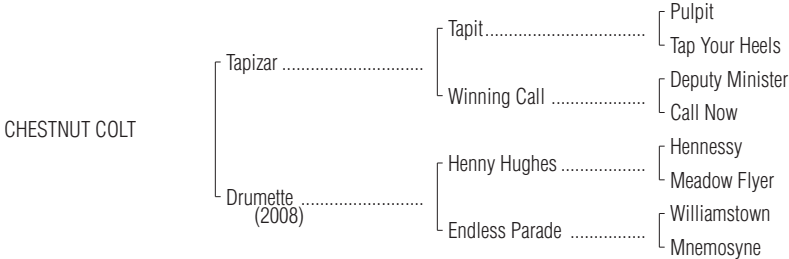 Pulpit
Tapit................................
Tap Your Heels
Tapizar ............................
Deputy Minister
Winning Call ...................
Call Now
CHESTNUT COLT
Hennessy
Henny Hughes .................
Meadow Flyer
Drumette ........................
(2008)
Williamstown
Endless Parade ...............
Mnemosyne